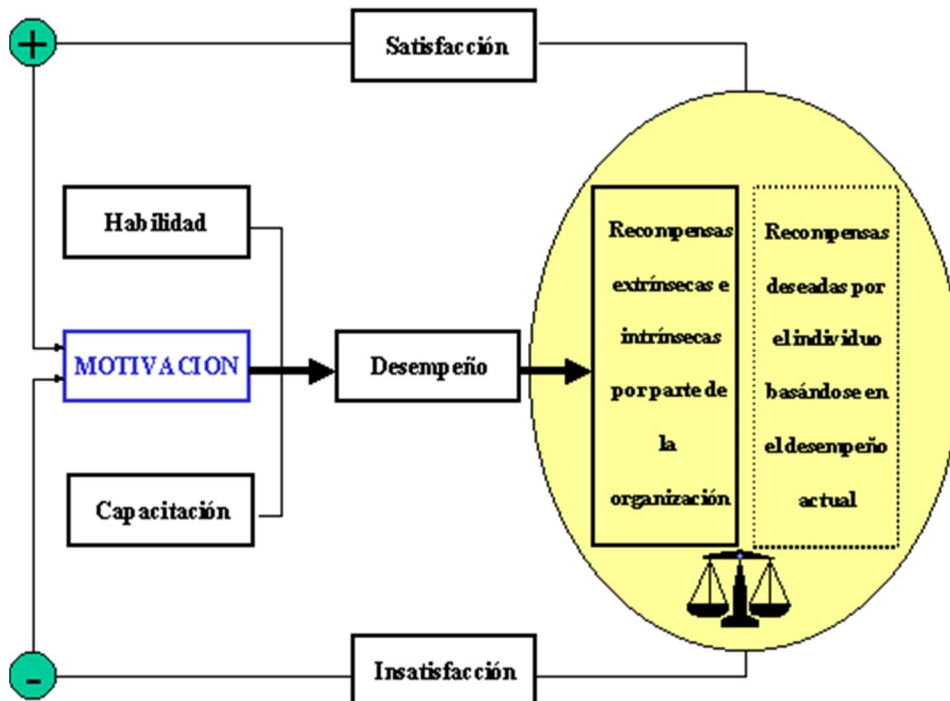 +
Satisfacción
Habilidad
MOTIVACION
Capacitación
Desempeño
Recompensas
extrínsecas e
intrínsecas
por parte de
la
organización
Recompensas
deseadas por
el individuo
basándose en
el desempeño
actual
-
Insatisfacción